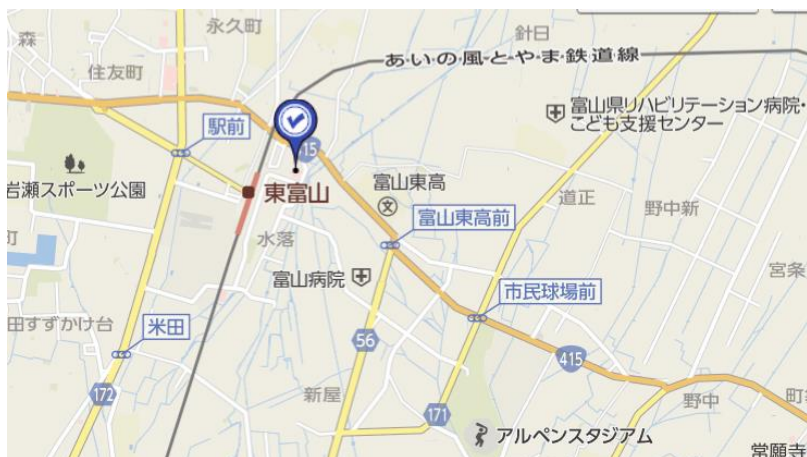 永久町
森
針日
住友町
あいの風とやま鉄道線
富山県リハビリテーション病院・
こども支援センター
駅前
15
富山東高
文
岩瀬スポーツ公園
東富山
道正
野中新
町
水落
富山東高前
宮条
富山病院
市民球場前
田すずかけ台
米田
56
415
172
新屋
171
野中
町
アルペンスタジアム
常願寺